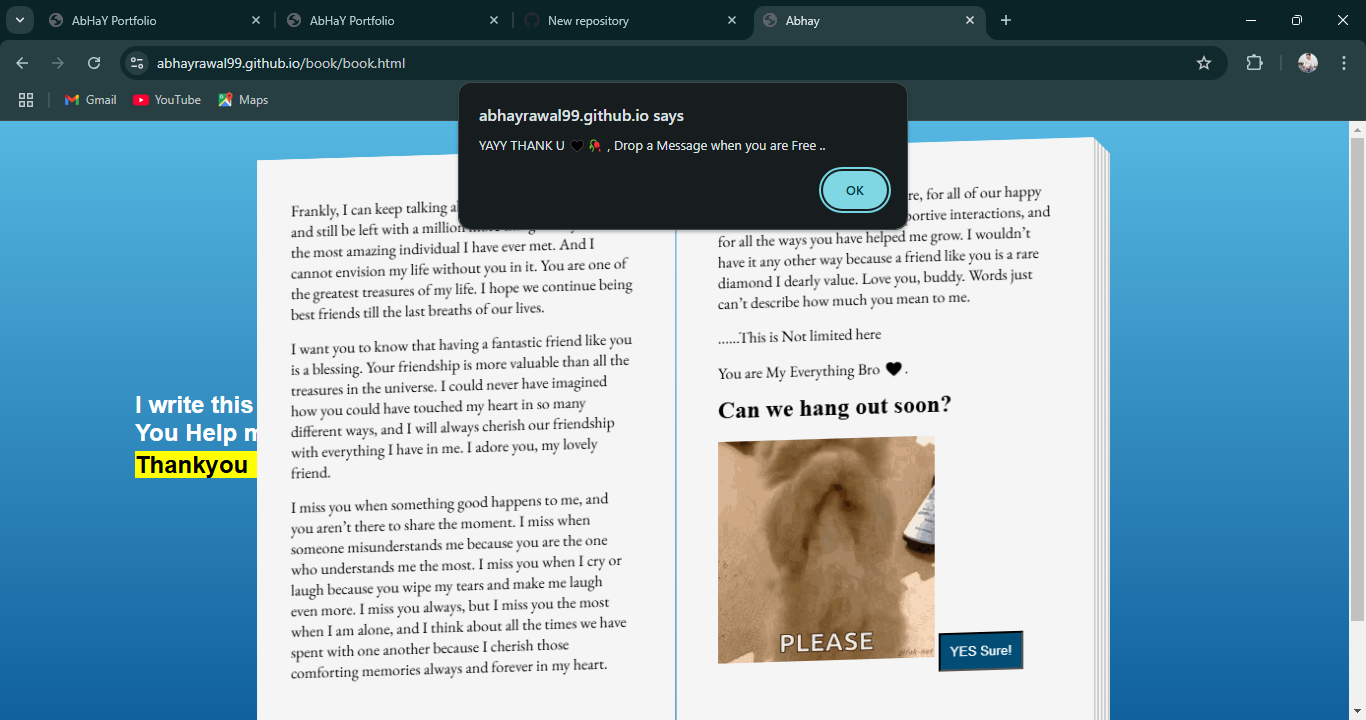 AbHaY Portfolio
AbHaY Portfolio
New repository
Abhay
abhayrawal99.github.io/book/book.html
Gmail
YouTube
Maps
abhayrawal99.github.io says
YAYY THANK U 🖤 🥀 , Drop a Message when you are Free ..
OK
I write this
You Help
Thankyou
Frankly, I can keep talking
and still be left with a million
the most amazing individual I have ever met. And I
cannot envision my life without you in it. You are one of
the greatest treasures of my life. I hope we continue being
best friends till the last breaths of our lives.
I want you to know that having a fantastic friend like you
is a blessing. Your friendship is more valuable than all the
treasures in the universe. I could never have imagined
how you could have touched my heart in so many
different ways, and I will always cherish our friendship
with everything I have in me. I adore you, my lovely
friend.
I miss you when something good happens to me, and
you aren’t there to share the moment. I miss when
someone misunderstands me because you are the one
who understands me the most. I miss you when I cry or
laugh because you wipe my tears and make me laugh
even more. I miss you always, but I miss you the most
when I am alone, and I think about all the times we have
spent with one another because I cherish those
comforting memories always and forever in my heart.
re, for all of our happy
portive interactions, and
for all the ways you have helped me grow. I wouldn’t
have it any other way because a friend like you is a rare
diamond I dearly value. Love you, buddy. Words just
can’t describe how much you mean to me.
......This is Not limited here
You are My Everything Bro 🖤 .
Can we hang out soon?
PLEASE
YES Sure!